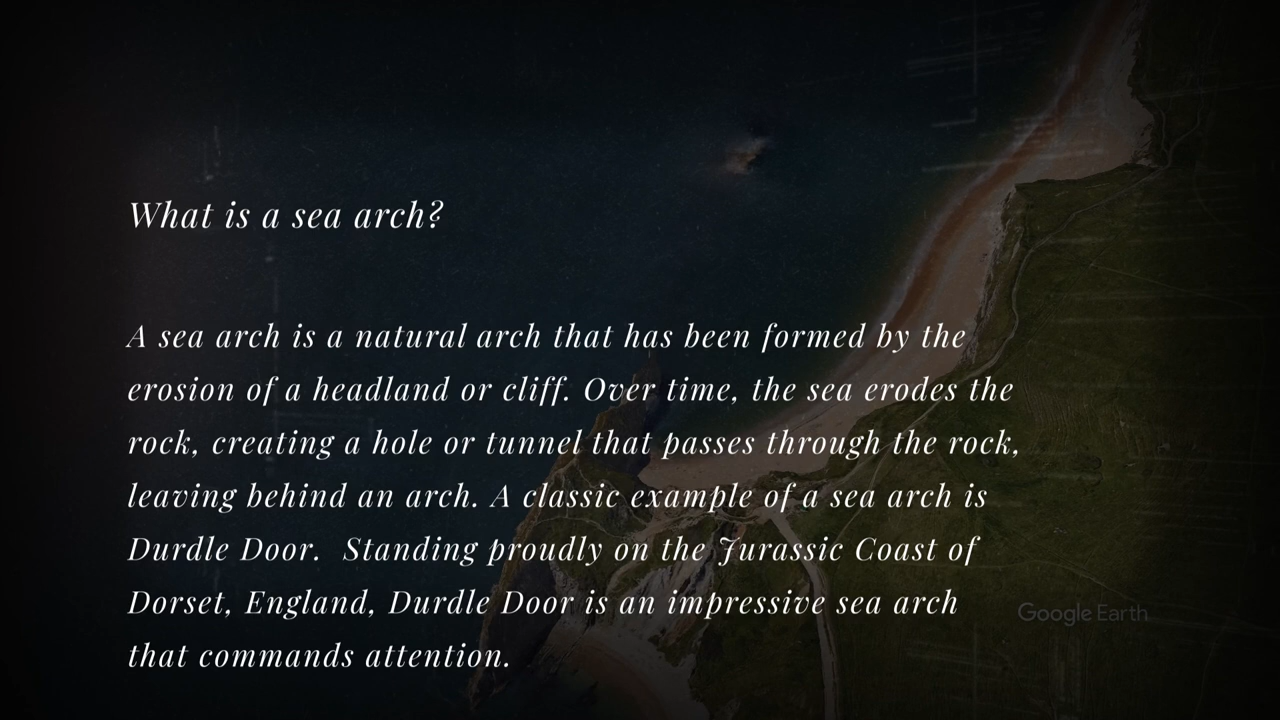 What is a sea arch?
A sea arch is a natural arch that has been formed by the
erosion of a headland or cliff. Over time, the sea erodes the
rock, creating a hole or tunnel that passes through the rock,
leaving behind an arch. A classic example of a sea arch is
Durdle Door.  Standing proudly on the Jurassic Coast of
Dorset, England, Durdle Door is an impressive sea arch
Google Earth
that commands attention.